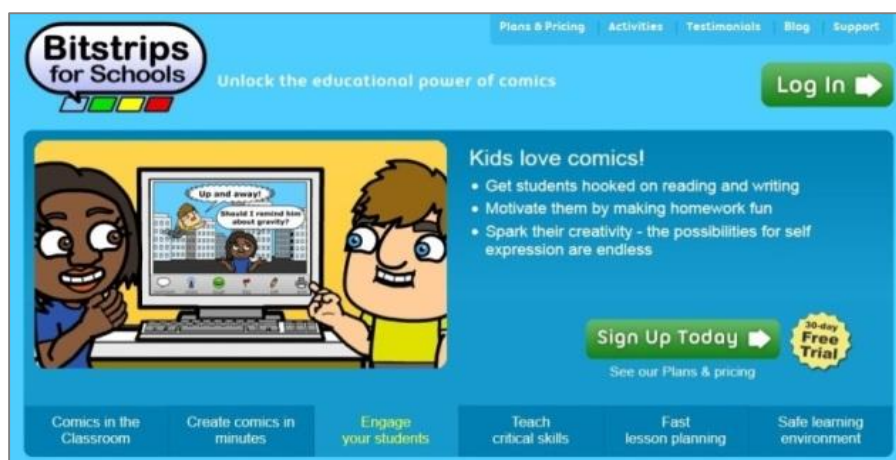 Plans & Pricing Activities Testimonials Blog Support
Bitstrips
for Schools
Unlock the educational power of comics
Log In
Up and away!
Should I remind him
about gravity?
Kids love comics!
• Get students hooked on reading and writing
• Motivate them by making homework fun
• Spark their creativity - the possibilities for self
expression are endless
Sign Up Today
30-day
Free
Trial
See our Plans & pricing
Comics in the
Classroom
Create comics in
minutes
Engage
your students
Teach
critical skills
Fast
lesson planning
Safe learning
environment